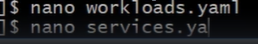 ]$ nano workloads.yaml
]$ nano services.ya